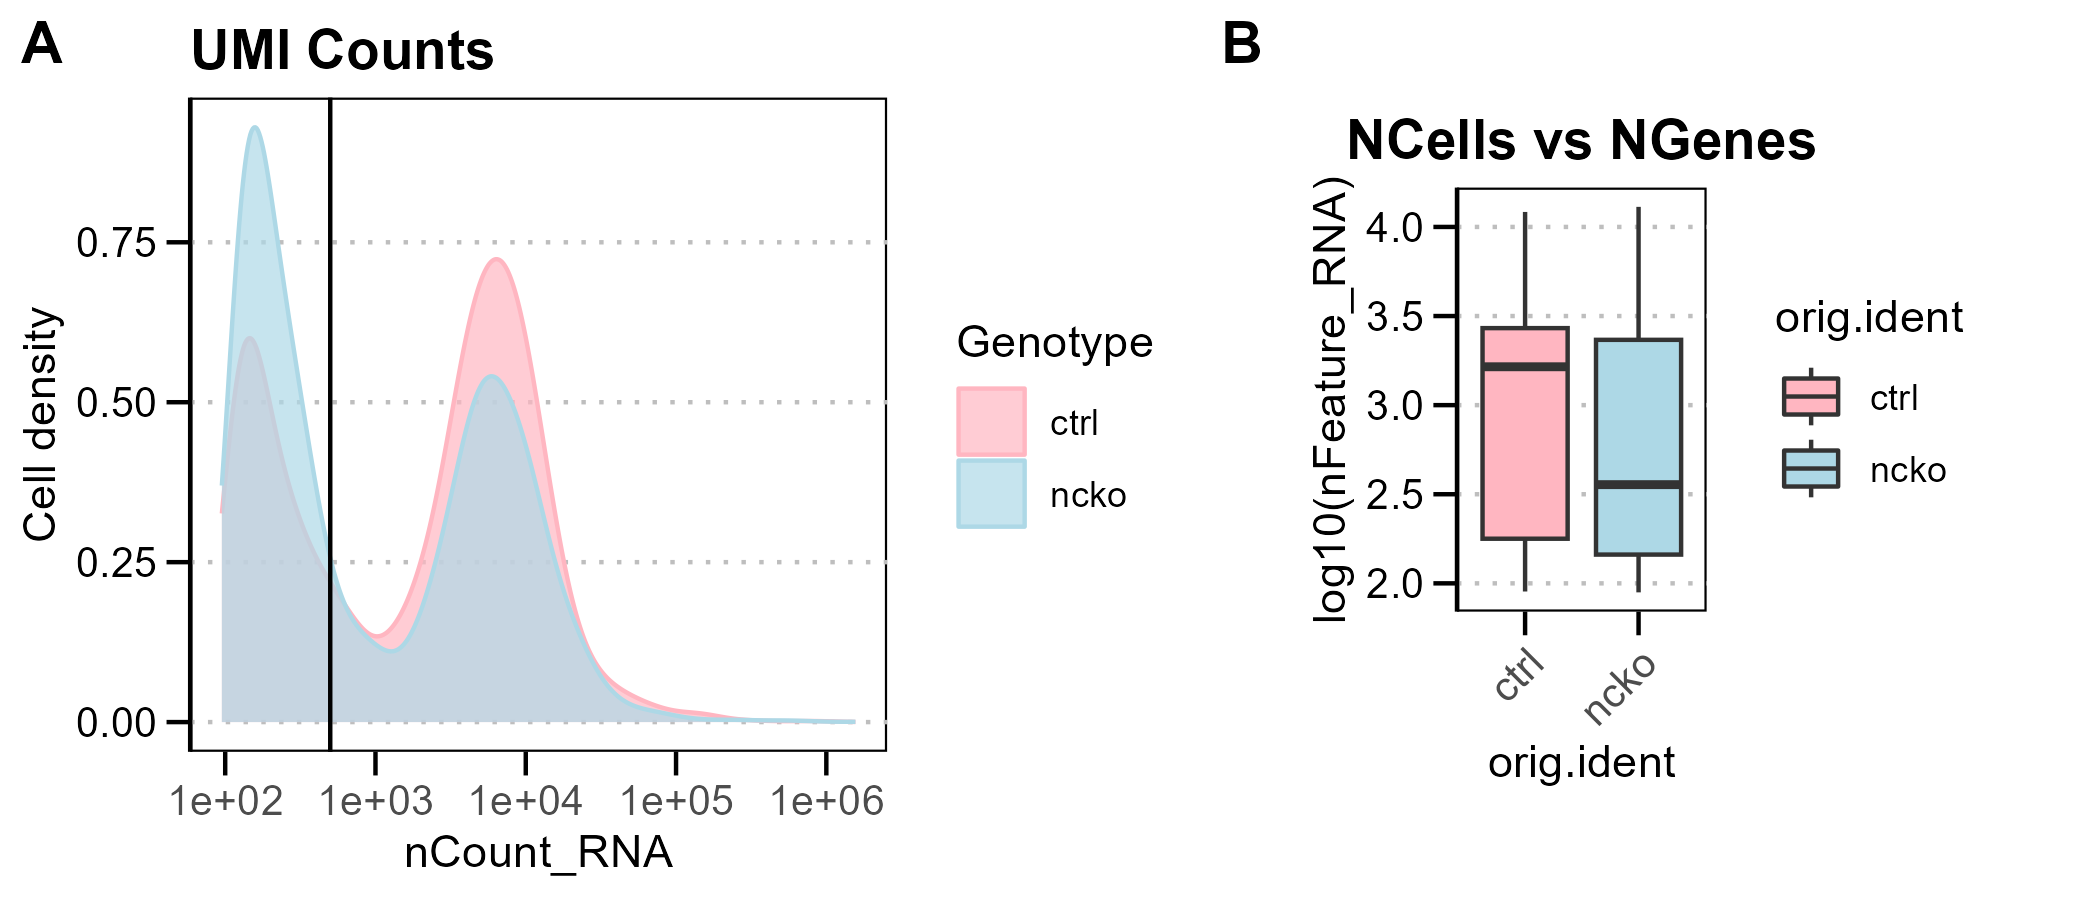 A
UMI Counts
Cell density
0.75
0.50
0.25
0.00
1e+02 1e+03 1e+04 1e+05 1e+06
nCount_RNA
Genotype
ctrl
ncko
B
NCells vs NGenes
log10(nFeature_RNA)
4.0
3.5
3.0
2.5
2.0
ctrl
ncko
orig.ident
orig.ident
ctrl
ncko